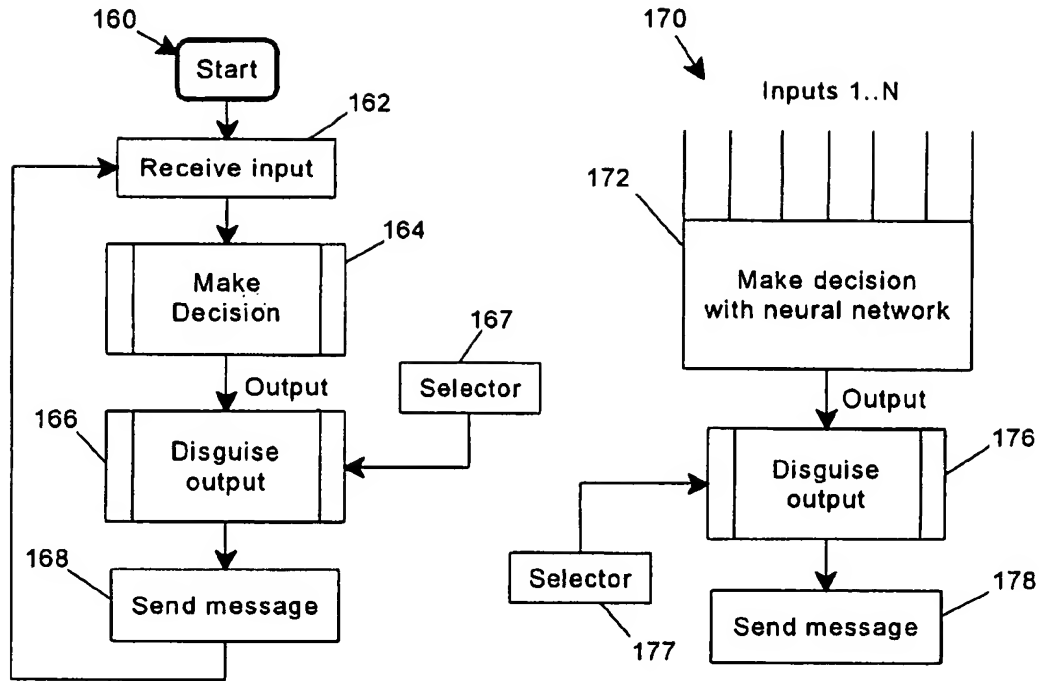 160
Start
162
Receive input
164
Make
Decision
167
Selector
Output
166
Disguise
output
168
Send message
170
Inputs 1..N
172
Make decision
with neural network
Output
176
Disguise
output
Selector
177
178
Send message